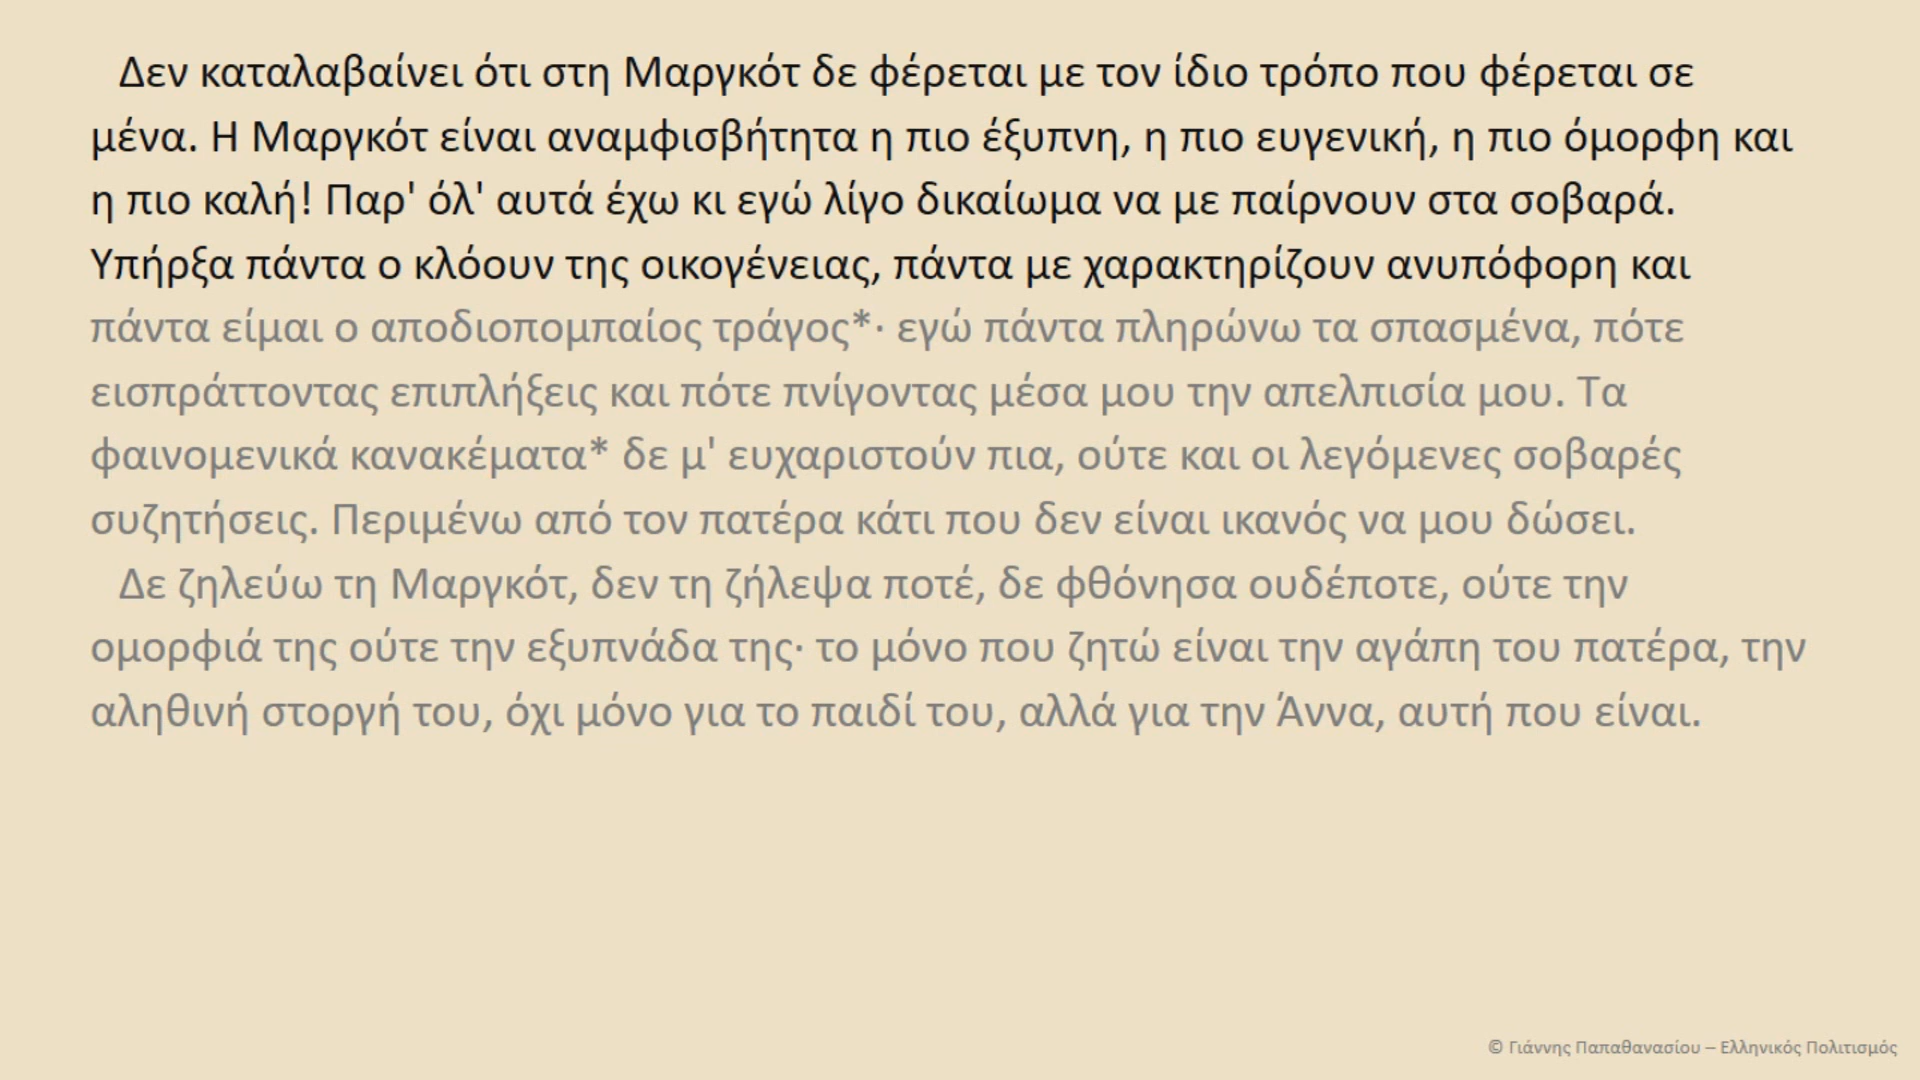 Δεν καταλαβαίνει ότι στη Μαργκότ δε φέρεται με τον ίδιο τρόπο που φέρεται σε
μένα. Η Μαργκότ είναι αναμφισβήτητα η πιο έξυπνη, η πιο ευγενική, η πιο όμορφη και
η πιο καλή! Παρ' όλ' αυτά έχω κι εγώ λίγο δικαίωμα να με παίρνουν στα σοβαρά.
Υπήρξα πάντα ο κλόουν της οικογένειας, πάντα με χαρακτηρίζουν ανυπόφορη και
πάντα είμαι ο αποδιοπομπαίος τράγος*· εγώ πάντα πληρώνω τα σπασμένα, πότε
εισπράττοντας επιπλήξεις και πότε πνίγοντας μέσα μου την απελπισία μου. Τα
φαινομενικά κανακέματα* δε μ' ευχαριστούν πια, ούτε και οι λεγόμενες σοβαρές
συζητήσεις. Περιμένω από τον πατέρα κάτι που δεν είναι ικανός να μου δώσει.
Δε ζηλεύω τη Μαργκότ, δεν τη ζήλεψα ποτέ, δε φθόνησα ουδέποτε, ούτε την
ομορφιά της ούτε την εξυπνάδα της· το μόνο που ζητώ είναι την αγάπη του πατέρα, την
αληθινή στοργή του, όχι μόνο για το παιδί του, αλλά για την Άννα, αυτή που είναι.
© Γιάννης Παπαθανασίου – Ελληνικός Πολιτισμός